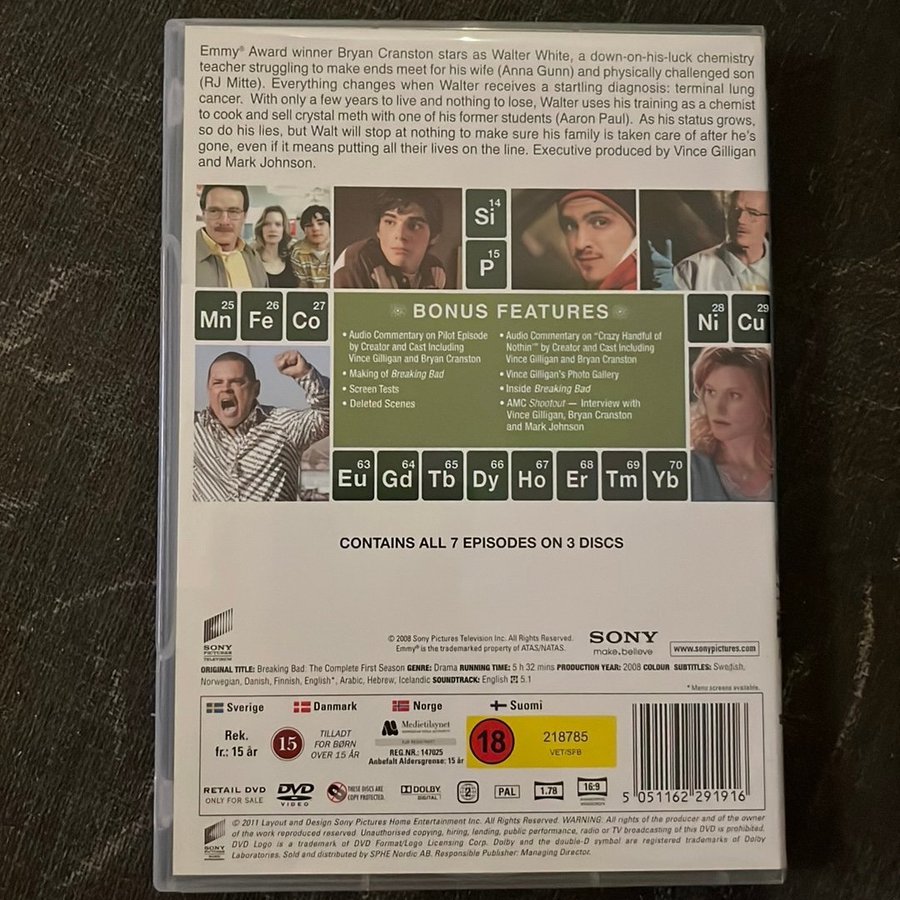 Emmy® Award winner Bryan Cranston stars as Walter White, a down-on-his-luck chemistry
teacher struggling to make ends meet for his wife (Anna Gunn) and physically challenged son
(RJ Mitte). Everything changes when Walter receives a startling diagnosis: terminal lung
cancer. With only a few years to live and nothing to lose, Walter uses his training as a chemist
to cook and sell crystal meth with one of his former students (Aaron Paul). As his status grows,
so do his lies, but Walt will stop at nothing to make sure his family is taken care of after he's
gone, even if it means putting all their lives on the line. Executive produced by Vince Gilligan
and Mark Johnson.
14
Si
15
P
25
Mn
26
Fe
27
Co
28
Ni
29
Cu
BONUS FEATURES
• Audio Commentary on Pilot Episode
by Creator and Cast Including
Vince Gilligan and Bryan Cranston
• Making of Breaking Bad
• Screen Tests
• Deleted Scenes
• Audio Commentary on "Crazy Handful of
Nothin'" by Creator and Cast Including
Vince Gilligan and Bryan Cranston
• Vince Gilligan's Photo Gallery
• Inside Breaking Bad
• AMC Shootout — Interview with
Vince Gilligan, Bryan Cranston
and Mark Johnson
63
Eu
64
Gd
65
Tb
66
Dy
67
Ho
68
Er
69
Tm
70
Yb
CONTAINS ALL 7 EPISODES ON 3 DISCS
SONY
PICTURES
TELEVISION
© 2008 Sony Pictures Television Inc. All Rights Reserved.
Emmy® is the trademarked property of ATAS/NATAS.
SONY
make.believe
www.sonypictures.com
ORIGINAL TITLE: Breaking Bad: The Complete First Season GENRE: Drama RUNNING TIME: 5 h 32 mins PRODUCTION YEAR: 2008 COLOUR SUBTITLES: Swedish,
Norwegian, Danish, Finnish, English*, Arabic, Hebrew, Icelandic SOUNDTRACK: English 5.1
* Menu screens available.
Sverige
Danmark
Norge
Suomi
Rek.
fr.: 15 år
15
TILLADT
FOR BØRN
OVER 15 ÅR
Medietilsynet
REG.NR.: 147025
Anbefalt Aldersgrense: 15 år
18
218785
VET/SFB
RETAIL DVD
ONLY FOR SALE
DVD
VIDEO
THESE DISCS ARE
COPY PROTECTED.
DOLBY
DIGITAL
2
PAL
1.78
16:9
5 051162 291916
© 2011 Layout and Design Sony Pictures Home Entertainment Inc. All Rights Reserved. WARNING: All rights of the producer and of the owner
of the work reproduced reserved. Unauthorised copying, hiring, lending, public performance, radio or TV broadcasting of this DVD is prohibited.
DVD Logo is a trademark of DVD Format/Logo Licensing Corp. Dolby and the double-D symbol are registered trademarks of Dolby
Laboratories. Sold and distributed by SPHE Nordic AB. Responsible Publisher: Managing Director.
SONY